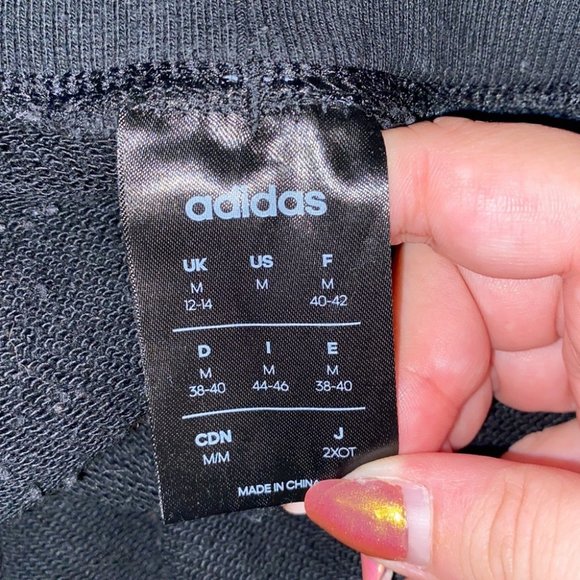 adidas
UK US F
M M M
12-14 40-42
D I E
M M M
38-40 44-46 38-40
CDN J
M/M 2XOT
MADE IN CHINA